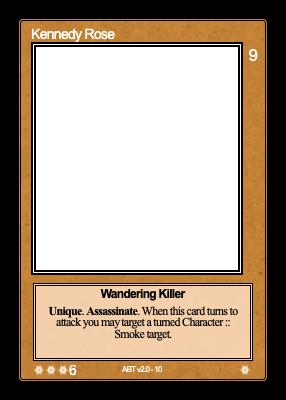 Kennedy Rose
9
Wandering Killer
Unique. Assassinate. When this card turns to
attack you may target a turned Character ::
Smoke target.
6
ABT v2.0 - 10